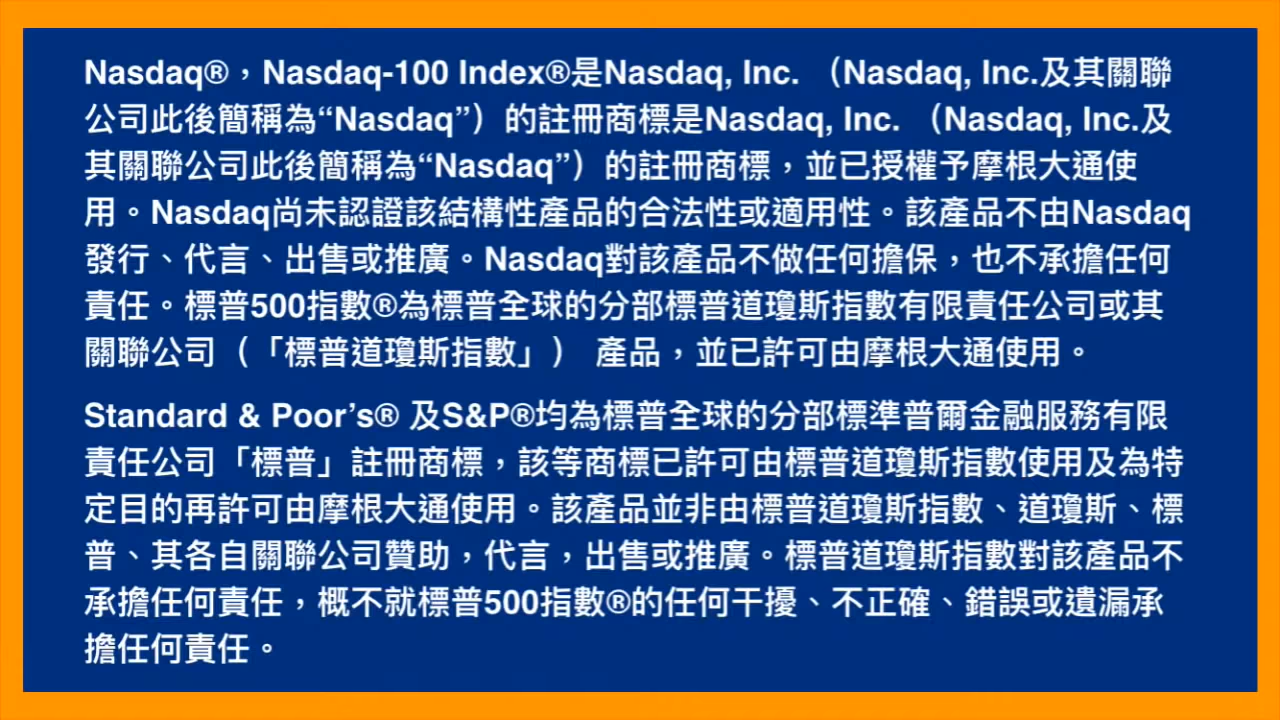 Nasdaq®，Nasdaq-100 Index®是Nasdaq, Inc. （Nasdaq, Inc.及其關聯
公司此後簡稱為“Nasdaq”）的註冊商標是Nasdaq, Inc. （Nasdaq, Inc.及
其關聯公司此後簡稱為“Nasdaq”）的註冊商標，並已授權予摩根大通使
用。Nasdaq尚未認證該結構性產品的合法性或適用性。該產品不由Nasdaq
發行、代言、出售或推廣。Nasdaq對該產品不做任何擔保，也不承擔任何
責任。標普500指數®為標普全球的分部標普道瓊斯指數有限責任公司或其
關聯公司（「標普道瓊斯指數」） 產品，並已許可由摩根大通使用。
Standard & Poor’s® 及S&P®均為標普全球的分部標準普爾金融服務有限
責任公司「標普」註冊商標，該等商標已許可由標普道瓊斯指數使用及為特
定目的再許可由摩根大通使用。該產品並非由標普道瓊斯指數、道瓊斯、標
普、其各自關聯公司贊助，代言，出售或推廣。標普道瓊斯指數對該產品不
承擔任何責任，概不就標普500指數®的任何干擾、不正確、錯誤或遺漏承
擔任何責任。